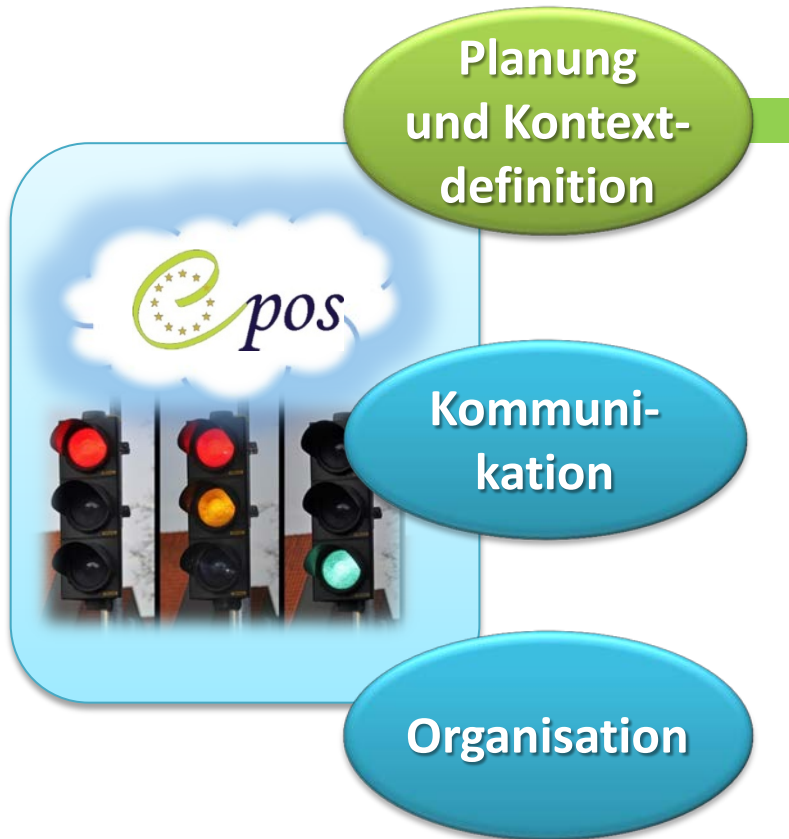 Planung
und Kontext-
definition
epos
Kommuni-
kation
Organisation